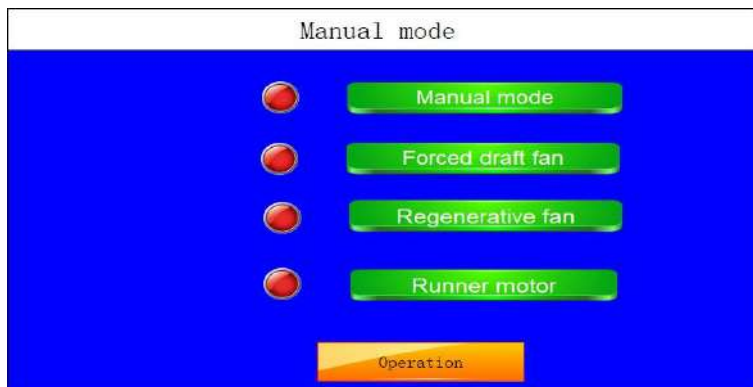 Manual mode
Manual mode
Forced draft fan
Regenerative fan
Runner motor
Operation